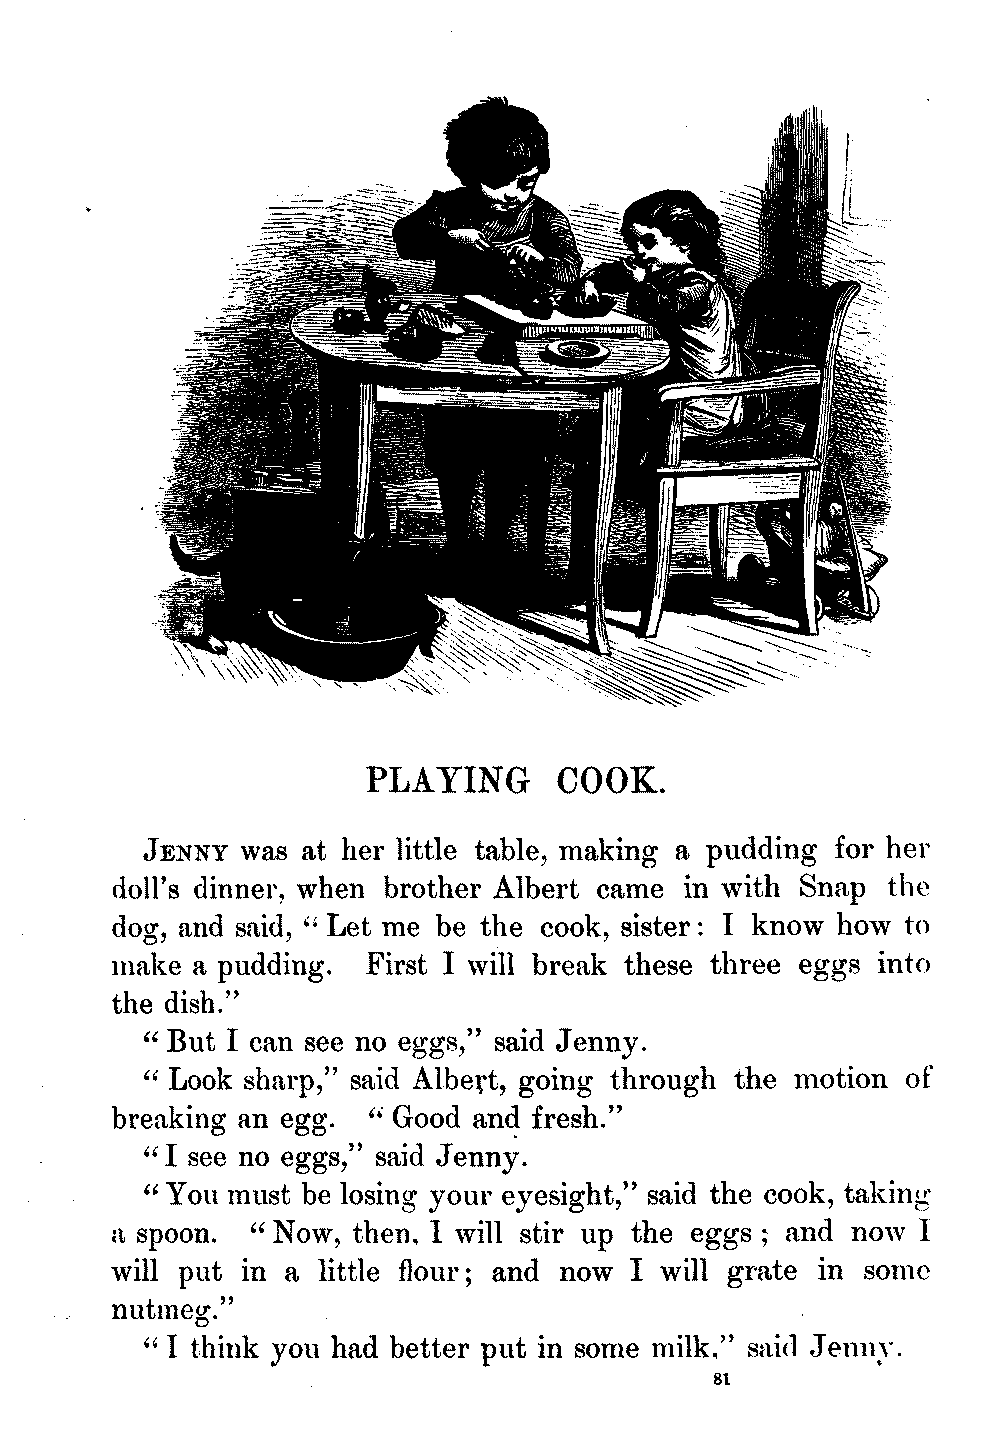 PLAYING COOK.
JENNY was at her little table, making a pudding for her
doll's dinner, when brother Albert came in with Snap the
dog, and said, “Let me be the cook, sister: I know how to
make a pudding. First I will break these three eggs into
the dish.”
“But I can see no eggs,” said Jenny.
“Look sharp,” said Albert, going through the motion of
breaking an egg. “Good and fresh.”
“I see no eggs,” said Jenny.
“You must be losing your eyesight,” said the cook, taking
a spoon. “Now, then, I will stir up the eggs; and now I
will put in a little flour; and now I will grate in some
nutmeg.”
“I think you had better put in some milk,” said Jenny.
81